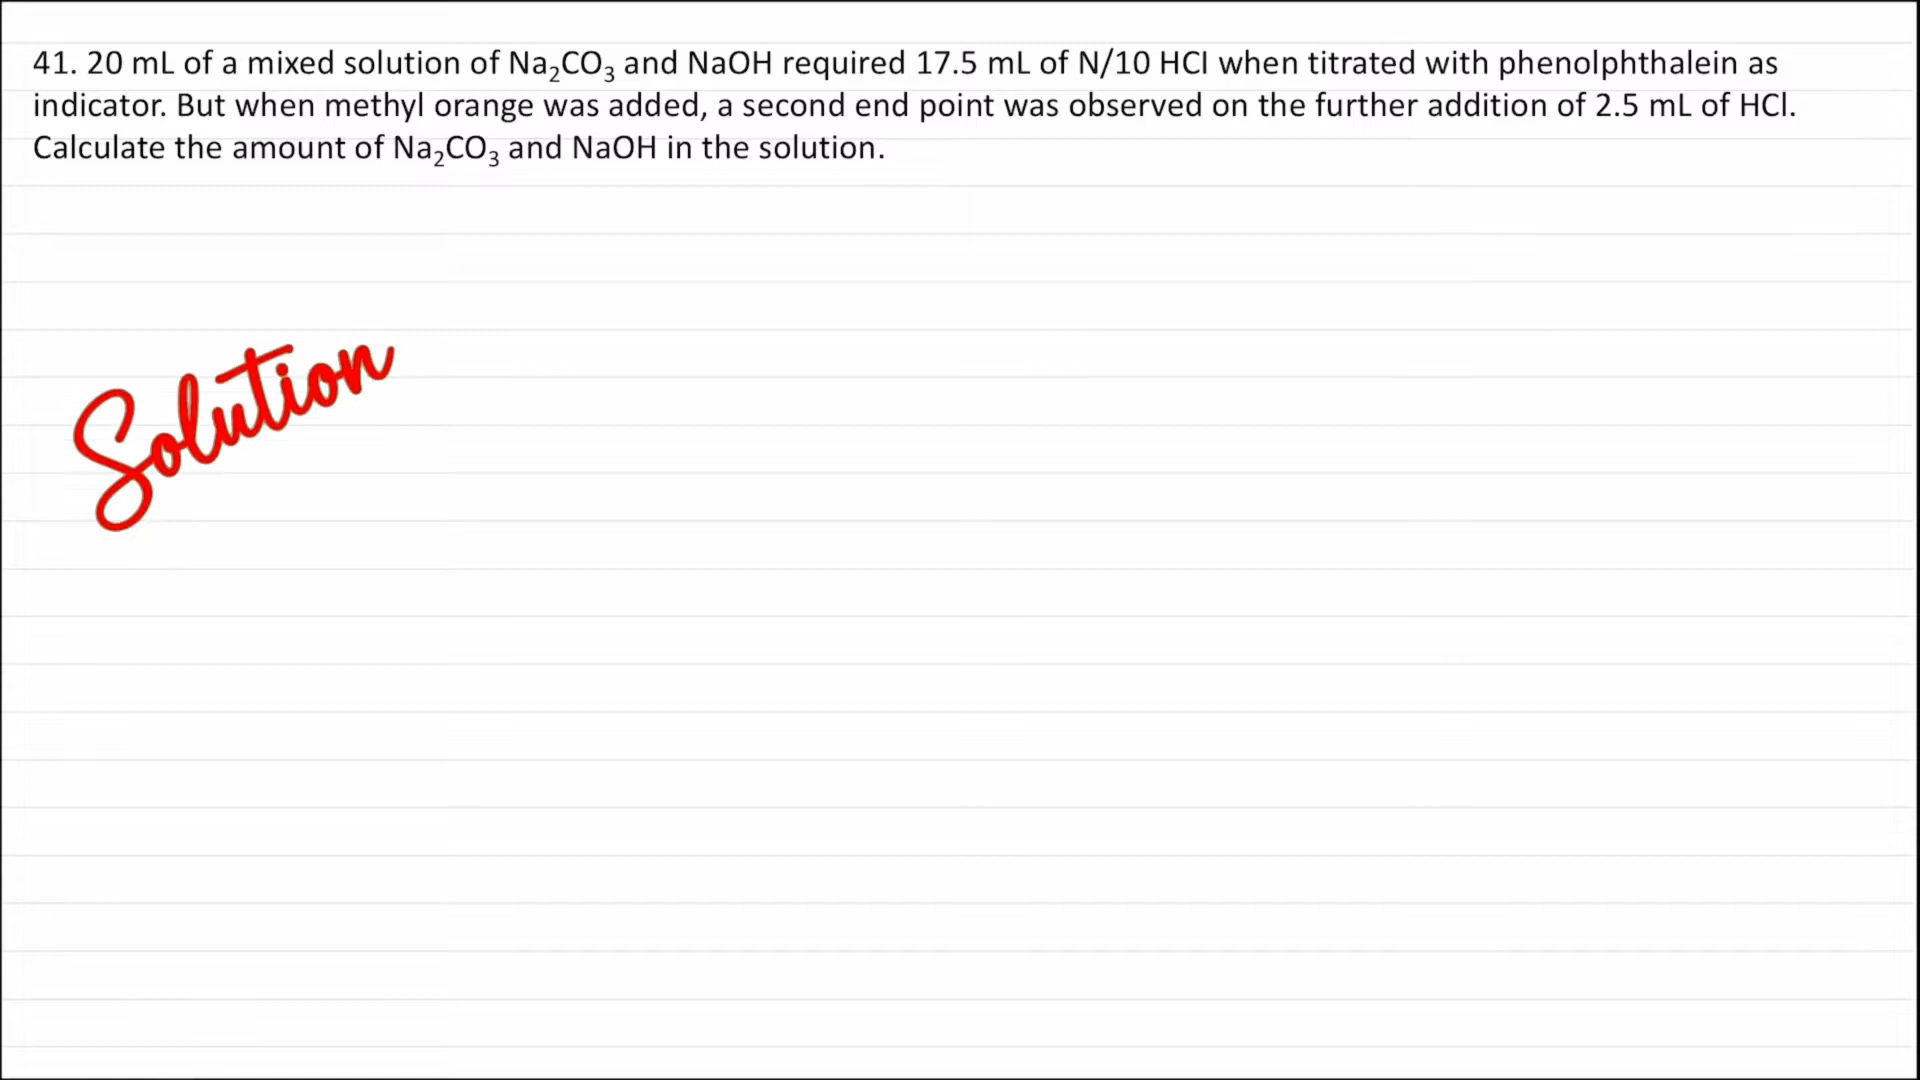 41. 20 mL of a mixed solution of Na₂CO₃ and NaOH required 17.5 mL of N/10 HCl when titrated with phenolphthalein as
indicator. But when methyl orange was added, a second end point was observed on the further addition of 2.5 mL of HCl.
Calculate the amount of Na₂CO₃ and NaOH in the solution.
Solution